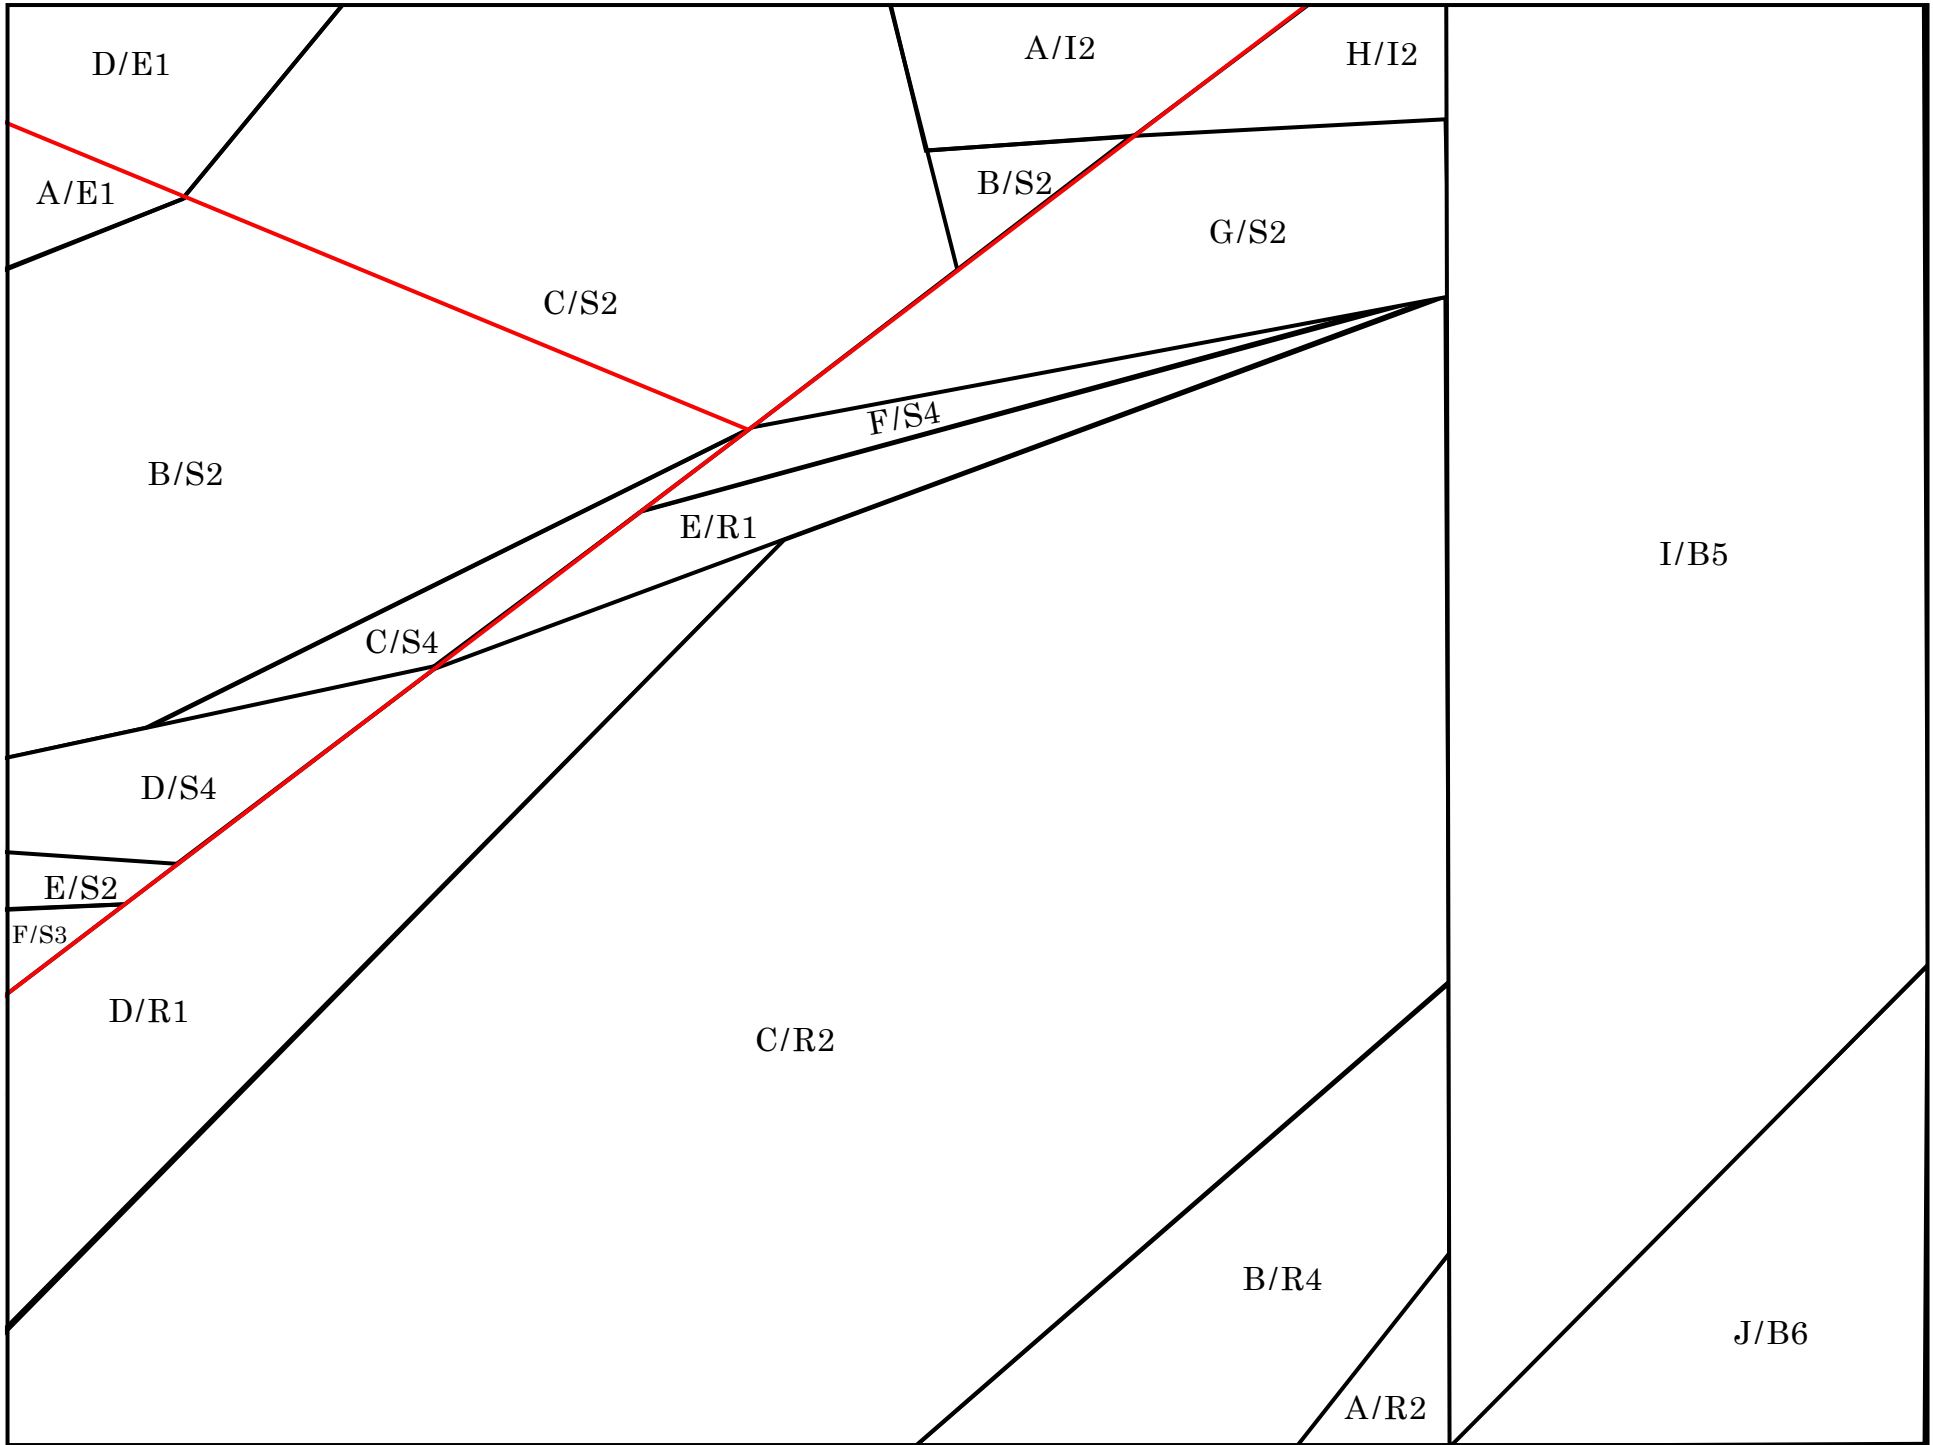 A/I2
H/I2
D/E1
B/S2
A/E1
G/S2
C/S2
F/S4
B/S2
E/R1
I/B5
C/S4
D/S4
E/S2
F/S3
D/R1
C/R2
B/R4
J/B6
A/R2